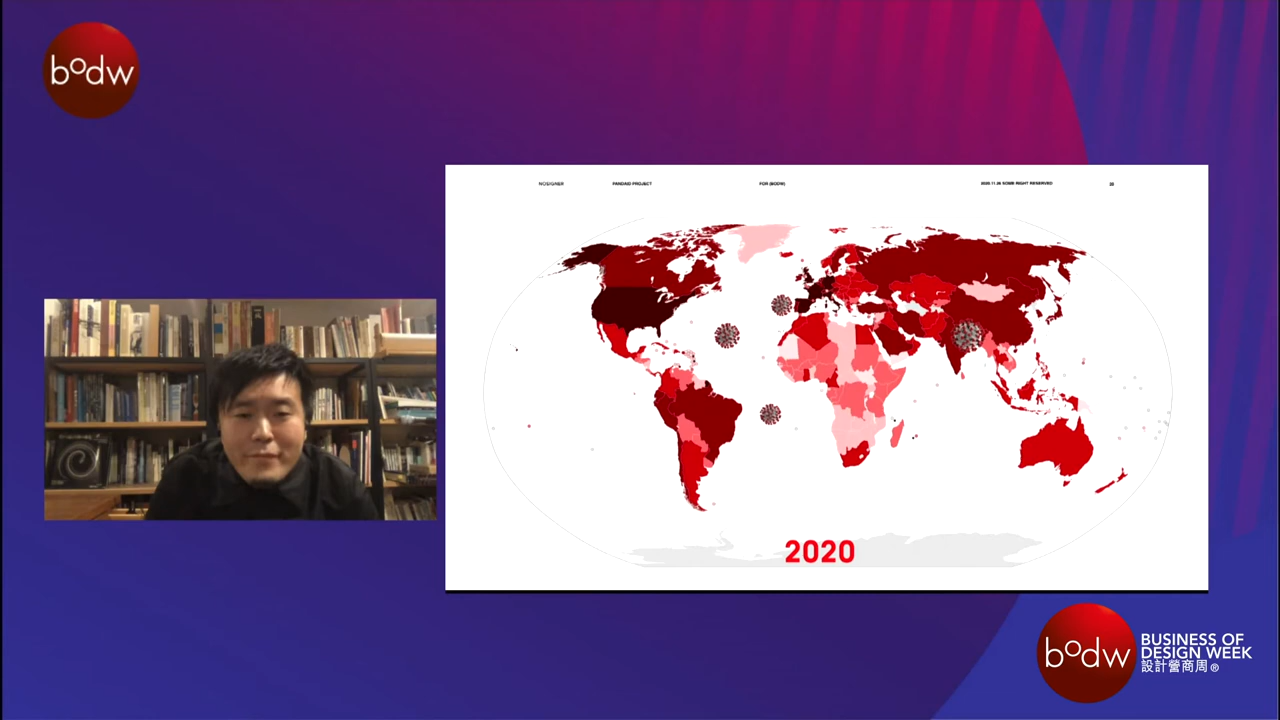 bodw
NOSIGNER
PANDAID PROJECT
FOR (BODW)
2020.11.26 SOME RIGHT RESERVED
2020
bodw
BUSINESS OF
DESIGN WEEK
設計營商周®